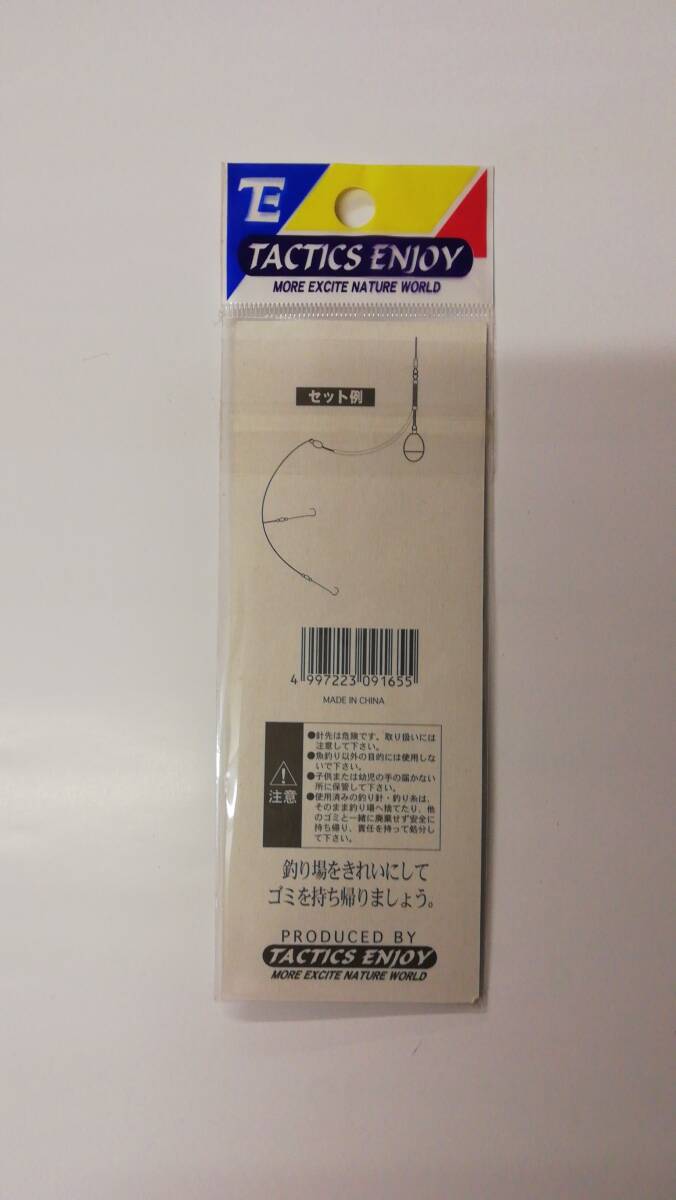 TE
TACTICS ENJOY
MORE EXCITE NATURE WORLD
セット例
4 997223 091655
MADE IN CHINA
注意
●針先は危険です。取り扱いには
注意して下さい。
●魚釣り以外の目的には使用しな
いで下さい。
●子供または幼児の手の届かない
所に保管して下さい。
●使用済みの釣り針・釣り糸は、
そのまま釣り場へ捨てたり、他
のゴミと一緒に廃棄せず安全に
持ち帰り、責任を持って処分し
て下さい。
釣り場をきれいにして
ゴミを持ち帰りましょう。
PRODUCED BY
TACTICS ENJOY
MORE EXCITE NATURE WORLD